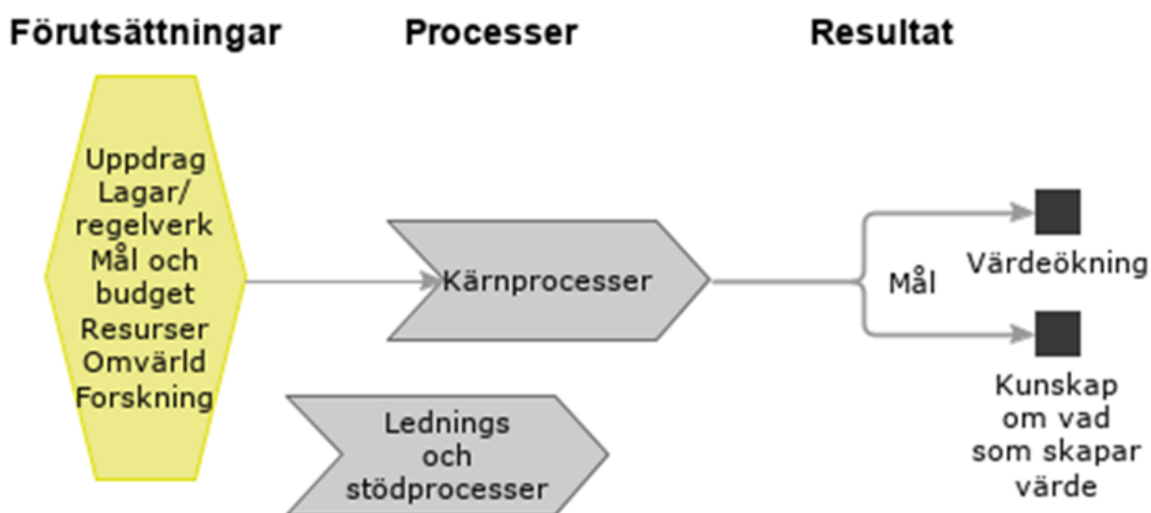 Förutsättningar
Processer
Resultat
Uppdrag
Lagar/
regelverk
Mål och
budget
Resurser
Omvärld
Forskning
Kärnprocesser
Lednings
och
stödprocesser
Mål
Värdeökning
Kunskap
om vad
som skapar
värde